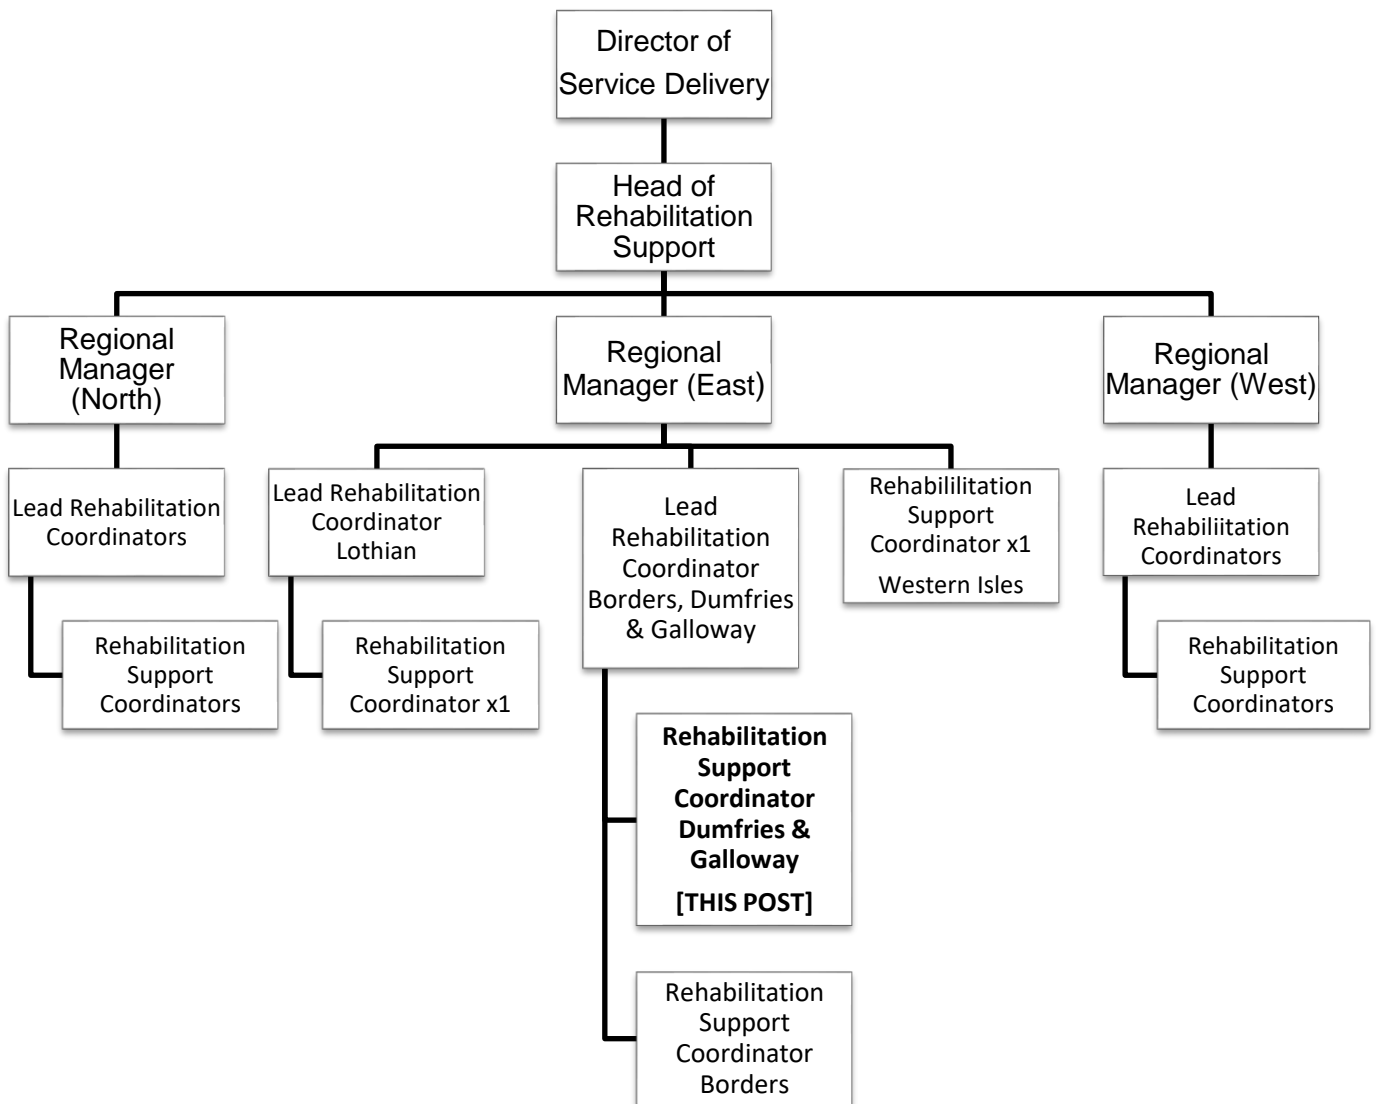 Director of
Service Delivery
Head of
Rehabilitation
Support
Regional
Manager
(North)
Regional
Manager (East)
Regional
Manager (West)
Lead Rehabilitation
Coordinators
Lead Rehabilitation
Coordinator
Lothian
Lead
Rehabilitation
Coordinator
Borders, Dumfries
& Galloway
Rehabililitation
Support
Coordinator x1
Western Isles
Lead
Rehabiliitation
Coordinators
Rehabilitation
Support
Coordinators
Rehabilitation
Support
Coordinator x1
Rehabilitation
Support
Coordinators
Rehabilitation
Support
Coordinator
Dumfries &
Galloway
[THIS POST]
Rehabilitation
Support
Coordinator
Borders